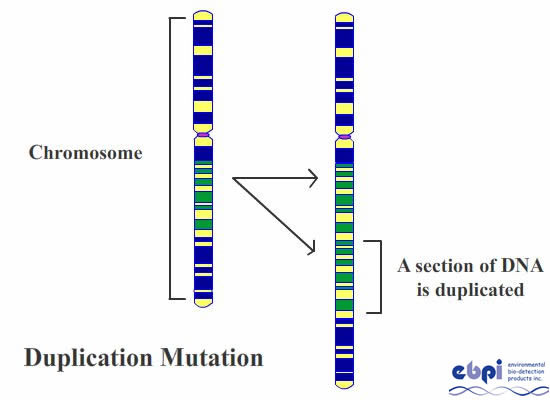 Chromosome
A section of DNA
is duplicated
Duplication Mutation
ebpi
environmental
bio-detection
products inc.